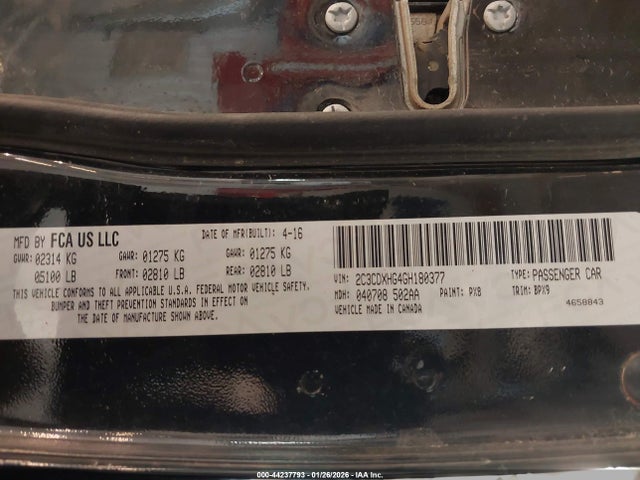 MFD BY FCA US LLC DATE OF MFR(BUILT): 4-16
GVWR: 02314 KG GAWR: 01275 KG GAWR: 01275 KG
05100 LB FRONT: 02810 LB REAR: 02810 LB
THIS VEHICLE CONFORMS TO ALL APPLICABLE U.S.A. FEDERAL MOTOR VEHICLE SAFETY,
BUMPER AND THEFT PREVENTION STANDARDS IN EFFECT ON
THE DATE OF MANUFACTURE SHOWN ABOVE.
VIN: 2C3CDXHG4GH180377 TYPE: PASSENGER CAR
MDH: 040708 502AA PAINT: PX8 TRIM: BPX9
VEHICLE MADE IN CANADA 4658843
000-44237793 - 01/26/2026 - IAA Inc.